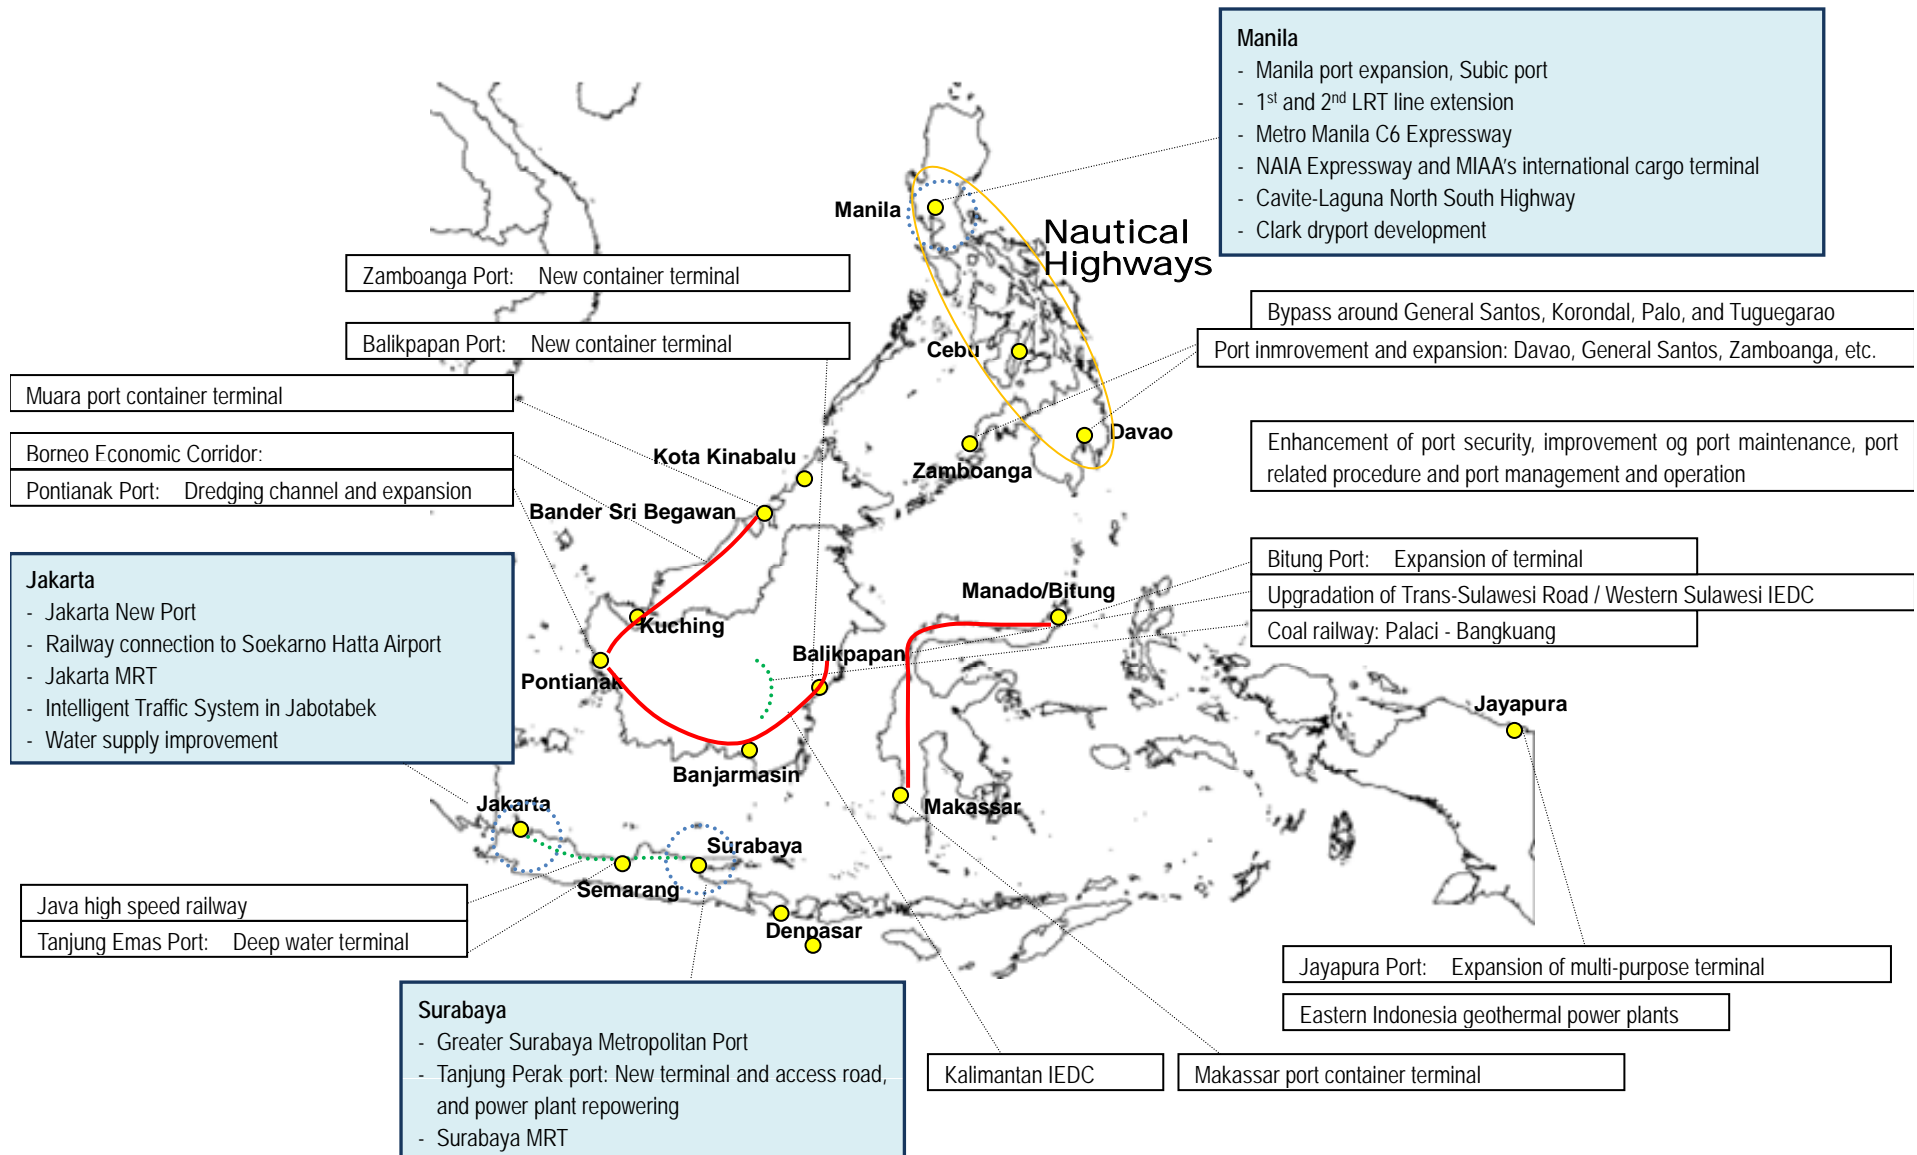 Manila
- Manila port expansion, Subic port
- 1st and 2nd LRT line extension
- Metro Manila C6 Expressway
- NAIA Expressway and MIAA's international cargo terminal
- Cavite-Laguna North South Highway
- Clark dryport development
Manila
Nautical
Highways
Zamboanga Port: New container terminal
Bypass around General Santos, Korondal, Palo, and Tuguegarao
Balikpapan Port: New container terminal
Cebu
Port inmrovement and expansion: Davao, General Santos, Zamboanga, etc.
Muara port container terminal
Davao
Borneo Economic Corridor:
Kota Kinabalu
Zamboanga
Enhancement of port security, improvement og port maintenance, port
related procedure and port management and operation
Pontianak Port: Dredging channel and expansion
Bander Sri Begawan
Jakarta
- Jakarta New Port
- Railway connection to Soekarno Hatta Airport
- Jakarta MRT
- Intelligent Traffic System in Jabotabek
- Water supply improvement
Manado/Bitung
Bitung Port: Expansion of terminal
Upgradation of Trans-Sulawesi Road / Western Sulawesi IEDC
Coal railway: Palaci - Bangkuang
Kuching
Balikpapan
Pontianak
Jayapura
Banjarmasin
Jakarta
Makassar
Surabaya
Semarang
Java high speed railway
Tanjung Emas Port: Deep water terminal
Denpasar
Jayapura Port: Expansion of multi-purpose terminal
Eastern Indonesia geothermal power plants
Surabaya
- Greater Surabaya Metropolitan Port
- Tanjung Perak port: New terminal and access road,
and power plant repowering
- Surabaya MRT
Kalimantan IEDC
Makassar port container terminal